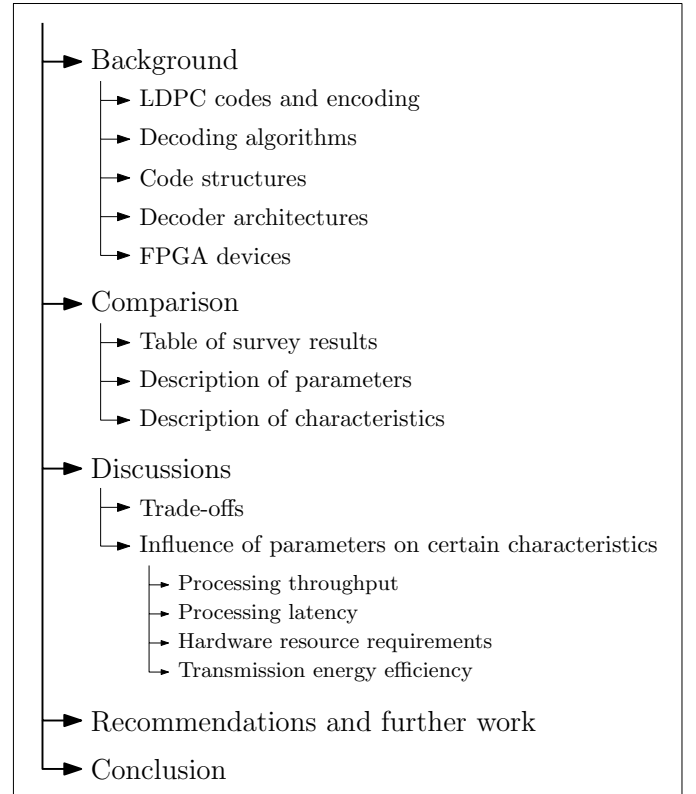 Background
LDPC codes and encoding
Decoding algorithms
Code structures
Decoder architectures
FPGA devices
Comparison
Table of survey results
Description of parameters
Description of characteristics
Discussions
Trade-offs
Influence of parameters on certain characteristics
Processing throughput
Processing latency
Hardware resource requirements
Transmission energy efficiency
Recommendations and further work
Conclusion